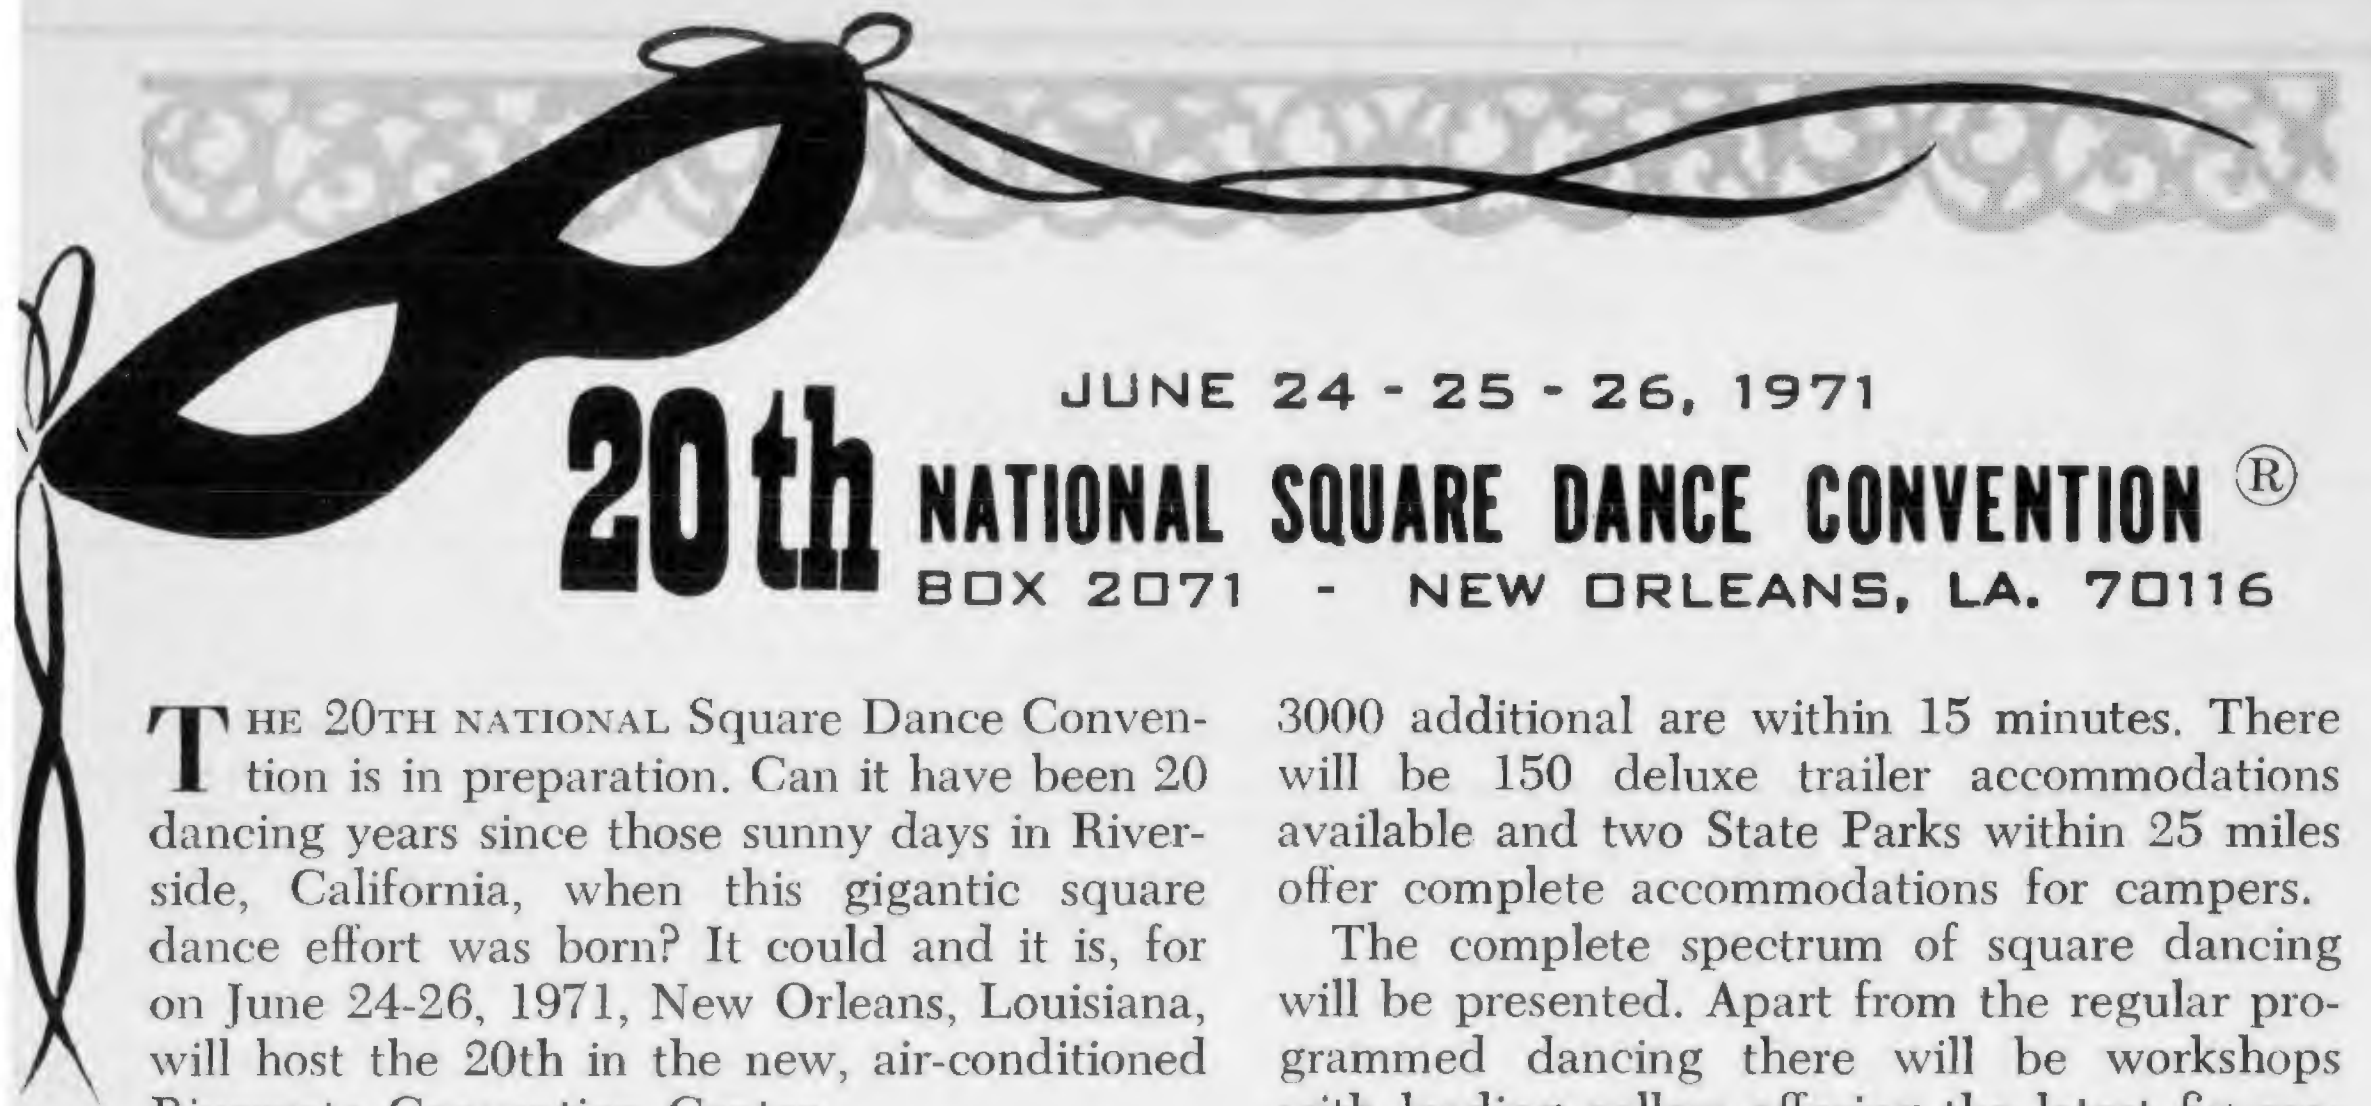 JUNE 24 - 25 - 26, 1971
20th NATIONAL SQUARE DANCE CONVENTION ®
BOX 2071 - NEW ORLEANS, LA. 70116
THE 20TH NATIONAL Square Dance Conven-
tion is in preparation. Can it have been 20
dancing years since those sunny days in River-
side, California, when this gigantic square
dance effort was born? It could and it is, for
on June 24-26, 1971, New Orleans, Louisiana,
will host the 20th in the new, air-conditioned
3000 additional are within 15 minutes. There
will be 150 deluxe trailer accommodations
available and two State Parks within 25 miles
offer complete accommodations for campers.
The complete spectrum of square dancing
will be presented. Apart from the regular pro-
grammed dancing there will be workshops